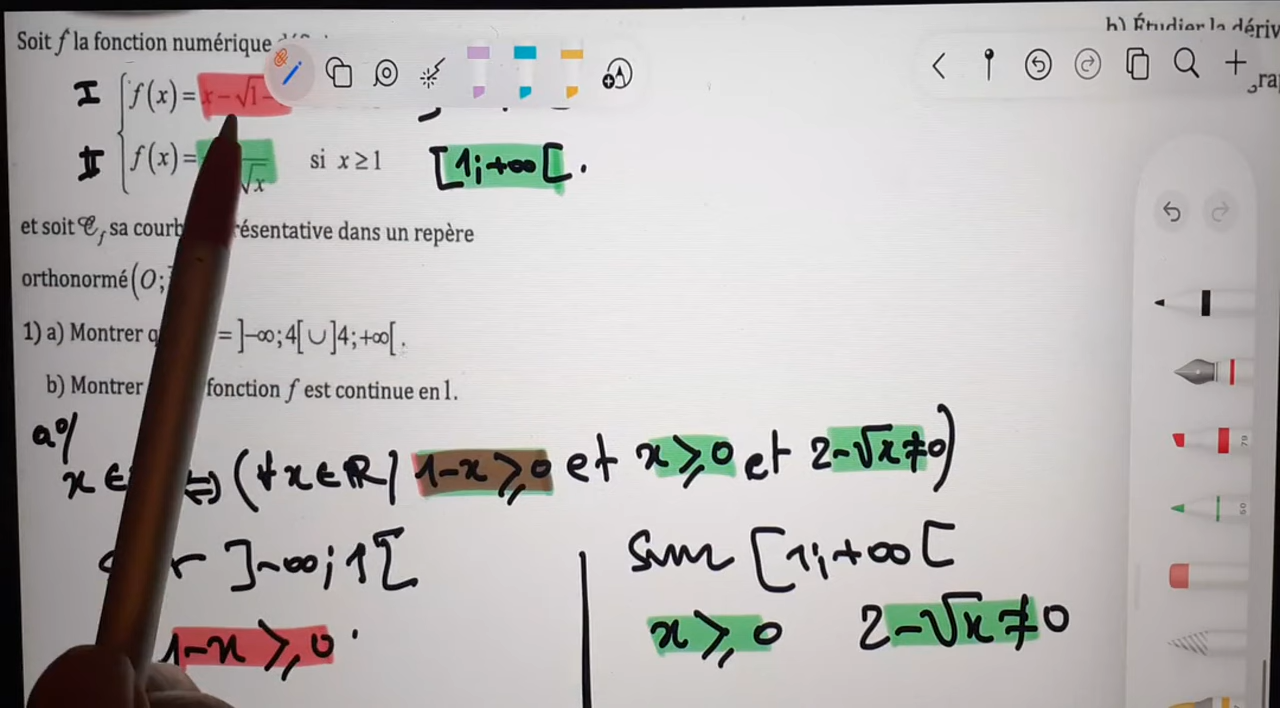 Soit f la fonction numérique
b) Étudier la dériv
I f(x)=x-√1-
II f(x)= √x si x≥1 [1;+∞[.
et soit 𝒞f sa courb résentative dans un repère
orthonormé(O;
1) a) Montrer q =]-∞;4[∪]4;+∞[.
b) Montrer fonction f est continue en 1.
a°/
x∈ ⇔ (∀x∈ℝ/ 1-x≥0 et x≥0 et 2-√x≠0)
]-∞;1[ Sur [1;+∞[
1-x≥0 x≥0 2-√x≠0